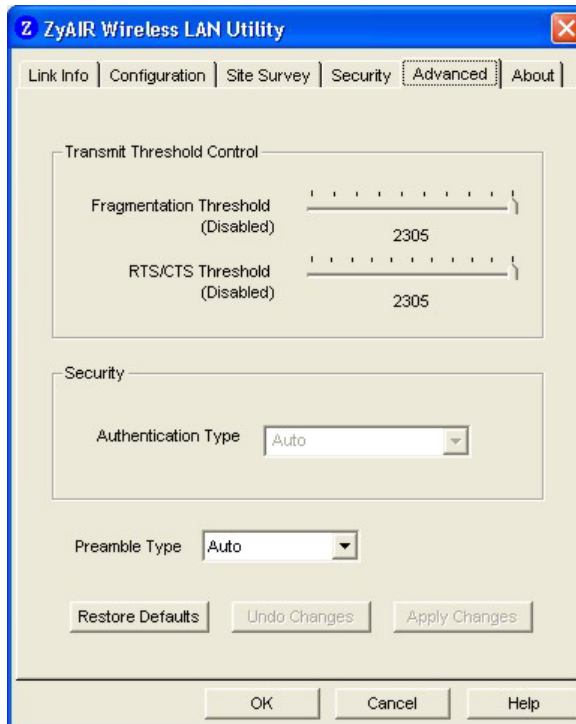 Z ZyAIR Wireless LAN Utility
Link Info Configuration Site Survey Security Advanced About
Transmit Threshold Control
Fragmentation Threshold
(Disabled)
2305
RTS/CTS Threshold
(Disabled)
2305
Security
Authentication Type Auto
Preamble Type Auto
Restore Defaults Undo Changes Apply Changes
OK Cancel Help